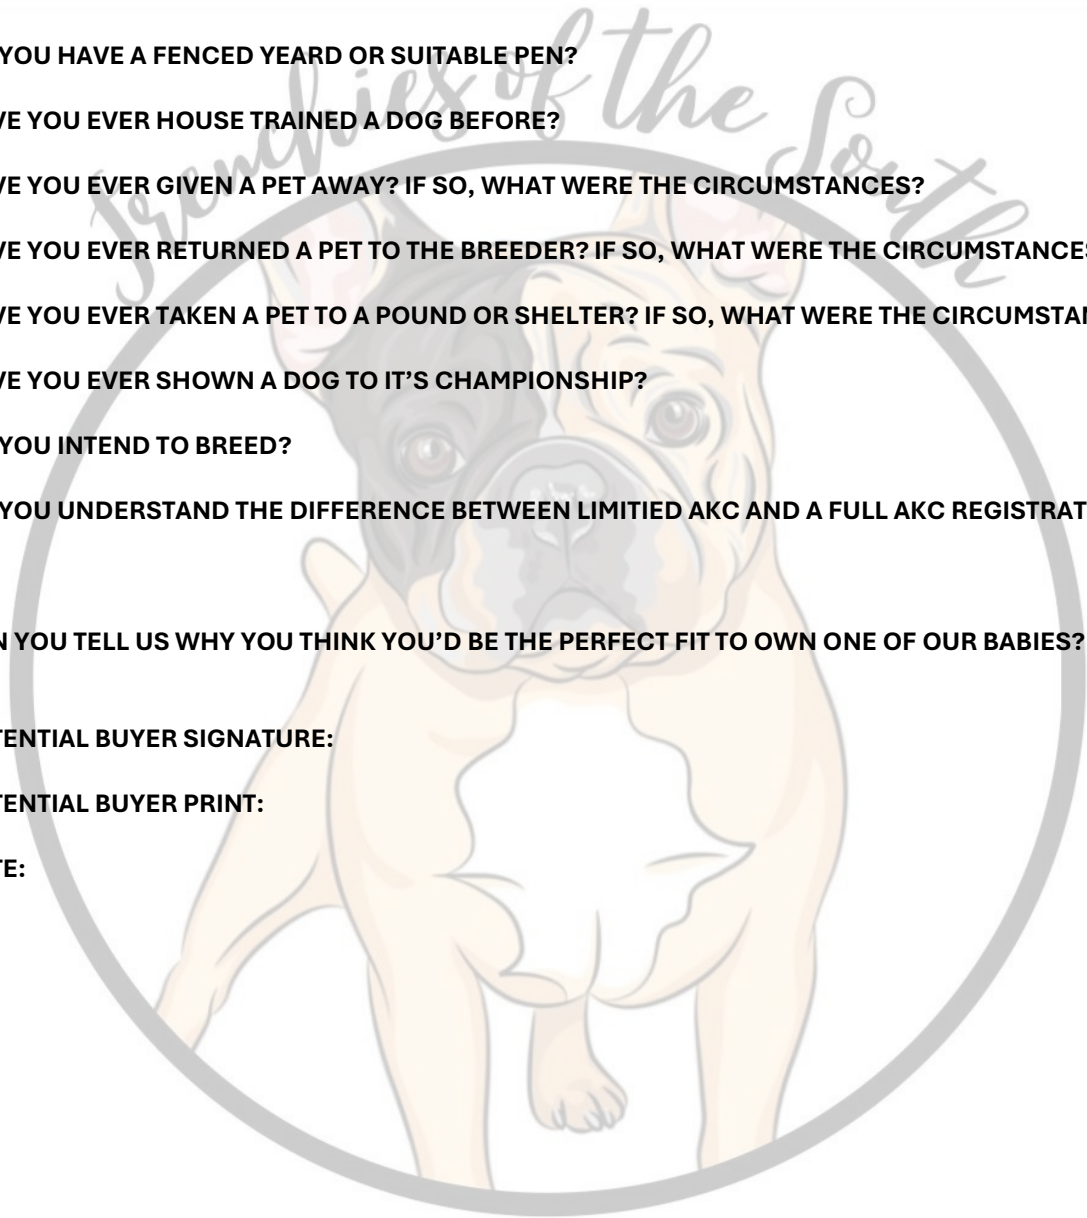 Frenchies of the South
YOU HAVE A FENCED YEARD OR SUITABLE PEN?
VE YOU EVER HOUSE TRAINED A DOG BEFORE?
VE YOU EVER GIVEN A PET AWAY? IF SO, WHAT WERE THE CIRCUMSTANCES?
VE YOU EVER RETURNED A PET TO THE BREEDER? IF SO, WHAT WERE THE CIRCUMSTANCES
VE YOU EVER TAKEN A PET TO A POUND OR SHELTER? IF SO, WHAT WERE THE CIRCUMSTAN
VE YOU EVER SHOWN A DOG TO IT’S CHAMPIONSHIP?
YOU INTEND TO BREED?
YOU UNDERSTAND THE DIFFERENCE BETWEEN LIMITIED AKC AND A FULL AKC REGISTRAT
N YOU TELL US WHY YOU THINK YOU’D BE THE PERFECT FIT TO OWN ONE OF OUR BABIES?
TENTIAL BUYER SIGNATURE:
TENTIAL BUYER PRINT:
TE: